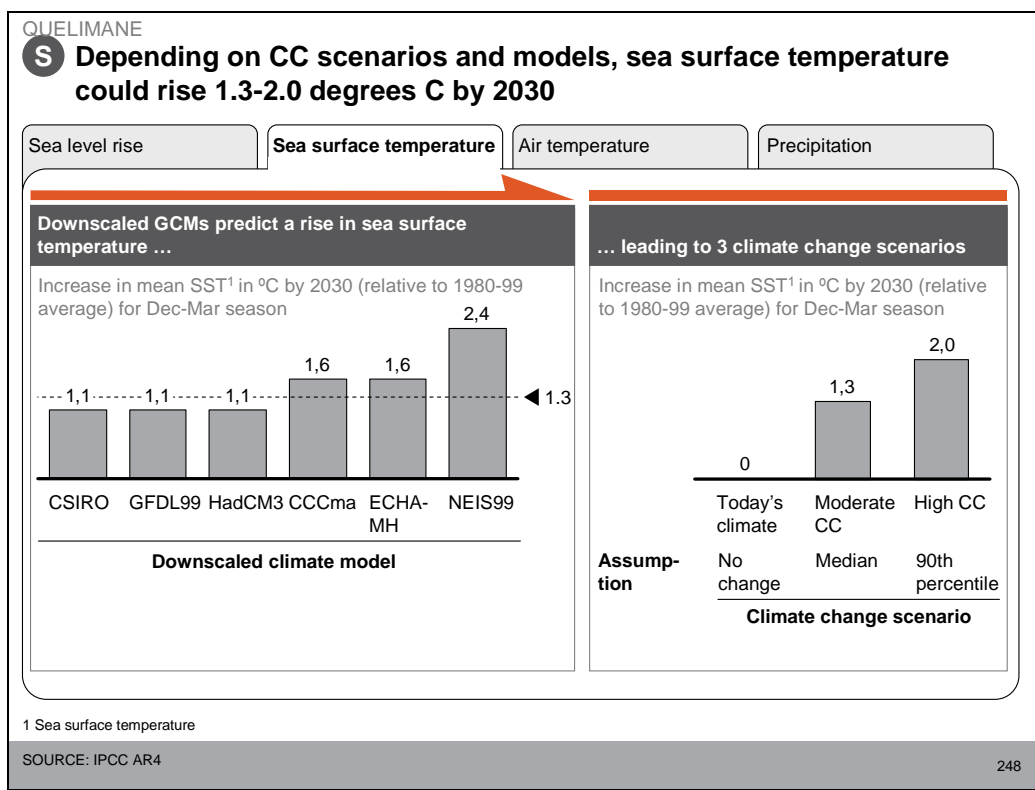 QUELIMANE
S Depending on CC scenarios and models, sea surface temperature
could rise 1.3-2.0 degrees C by 2030
Sea level rise
Sea surface temperature
Air temperature
Precipitation
Downscaled GCMs predict a rise in sea surface
temperature …
Increase in mean SST¹ in ºC by 2030 (relative to 1980-99
average) for Dec-Mar season
2,4
1,6
1,6
1,1
1,1
1,1
1.3
CSIRO
GFDL99
HadCM3
CCCma
ECHA-
MH
NEIS99
Downscaled climate model
… leading to 3 climate change scenarios
Increase in mean SST¹ in ºC by 2030 (relative
to 1980-99 average) for Dec-Mar season
2,0
1,3
0
Today's
climate
Moderate
CC
High CC
Assump-
tion
No
change
Median
90th
percentile
Climate change scenario
1 Sea surface temperature
SOURCE: IPCC AR4
248